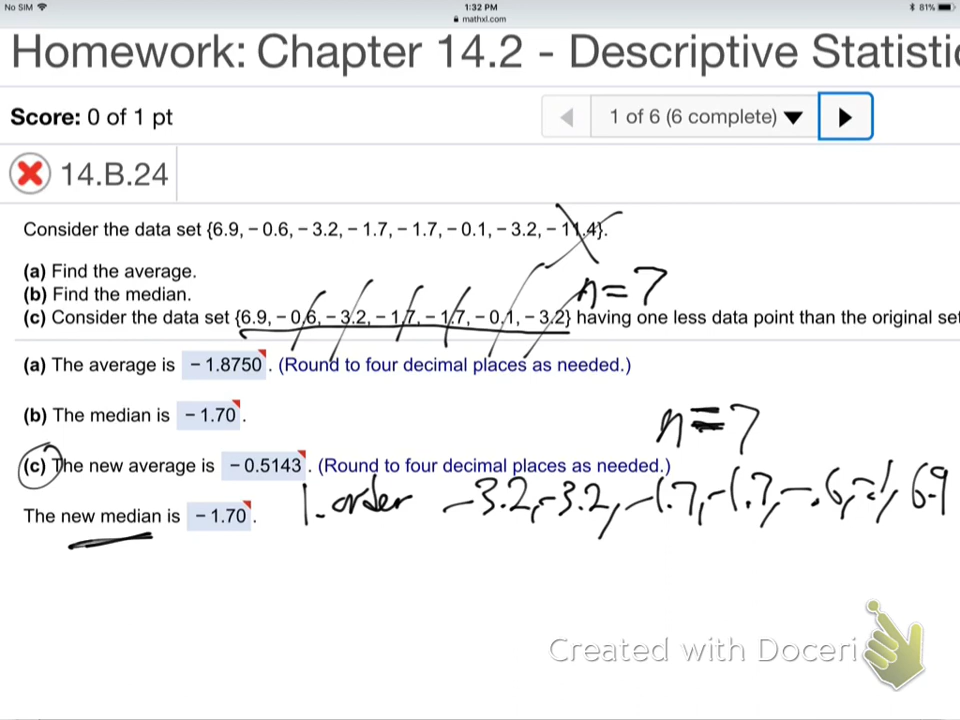 No SIM 1:32 PM 81%
mathxl.com
Homework: Chapter 14.2 - Descriptive Statistic
Score: 0 of 1 pt
1 of 6 (6 complete)
14.B.24
Consider the data set {6.9, − 0.6, − 3.2, − 1.7, − 1.7, − 0.1, − 3.2, − 11.4}.
(a) Find the average.
(b) Find the median.
n=7
(c) Consider the data set {6.9, − 0.6, − 3.2, − 1.7, − 1.7, − 0.1, − 3.2} having one less data point than the original set
(a) The average is − 1.8750 . (Round to four decimal places as needed.)
(b) The median is − 1.70 .
n=7
(c) The new average is − 0.5143 . (Round to four decimal places as needed.)
1. order -3.2, -3.2, -1.7, -1.7, -.6, -.1, 6.9
The new median is − 1.70 .
Created with Doceri